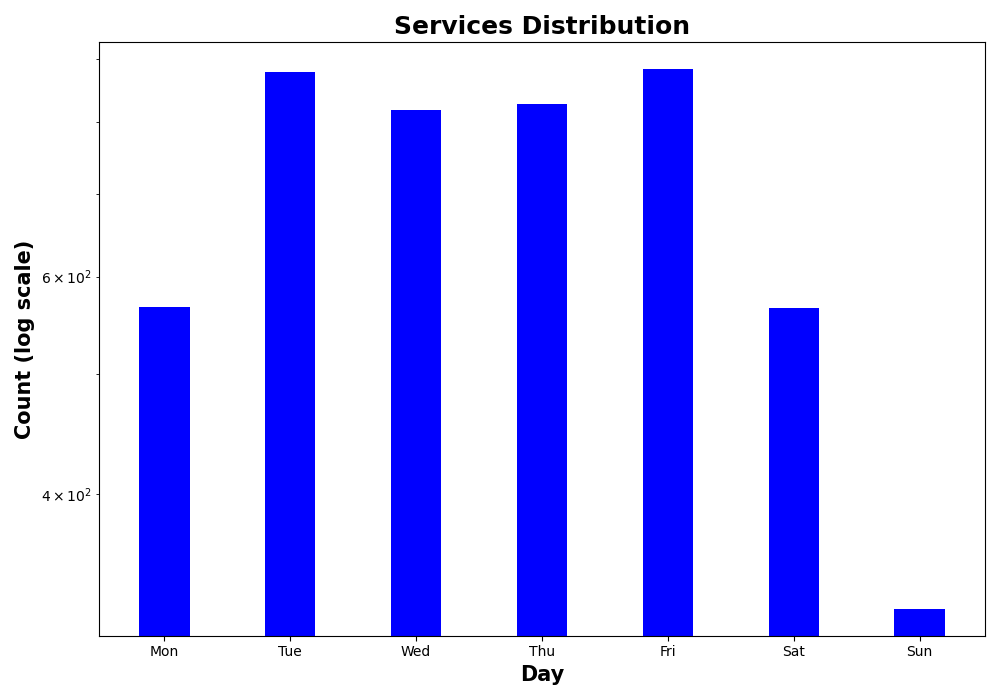 Services Distribution
Count (log scale)
6 × 10²
4 × 10²
Mon Tue Wed Thu Fri Sat Sun
Day